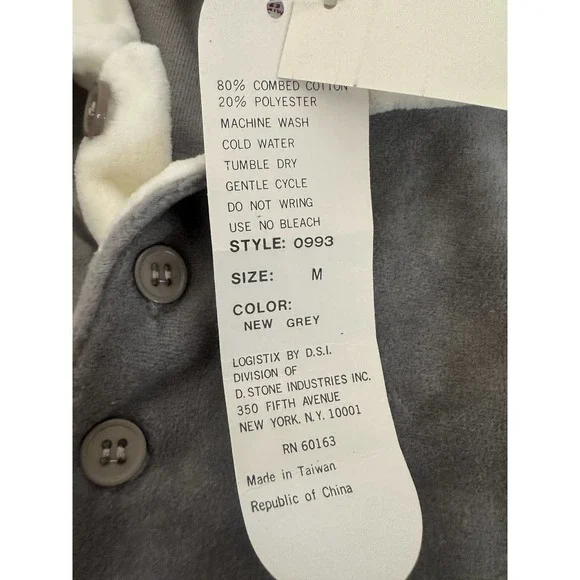 80% COMBED COTTON
20% POLYESTER
MACHINE WASH
COLD WATER
TUMBLE DRY
GENTLE CYCLE
DO NOT WRING
USE NO BLEACH
STYLE: 0993
SIZE: M
COLOR:
NEW GREY
LOGISTIX BY D.S.I.
DIVISION OF
D. STONE INDUSTRIES INC.
350 FIFTH AVENUE
NEW YORK, N.Y. 10001
RN 60163
Made in Taiwan
Republic of China